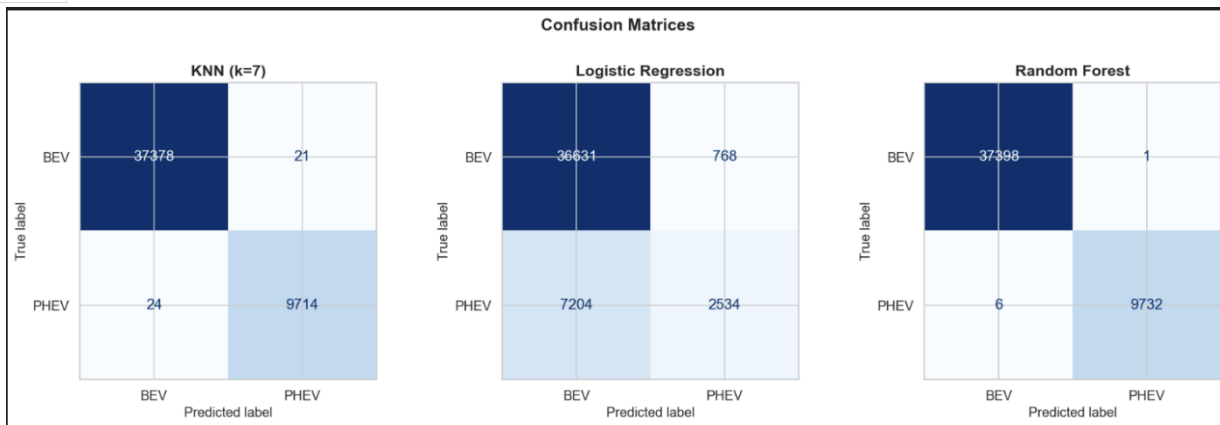 Confusion Matrices
KNN (k=7)
True label
BEV
37378
21
PHEV
24
9714
BEV
PHEV
Predicted label
Logistic Regression
True label
BEV
36631
768
PHEV
7204
2534
BEV
PHEV
Predicted label
Random Forest
True label
BEV
37398
1
PHEV
6
9732
BEV
PHEV
Predicted label